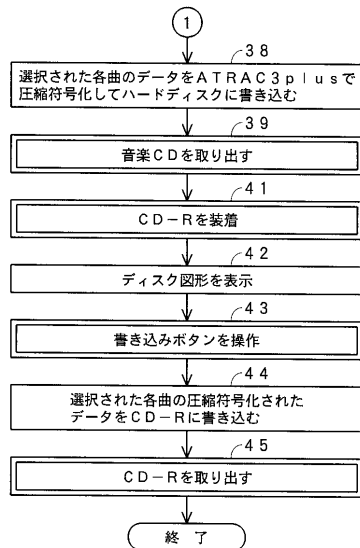 1
38
選択された各曲のデータをATRAC3plusで
圧縮符号化してハードディスクに書き込む
39
音楽CDを取り出す
41
CD-Rを装着
42
ディスク図形を表示
43
書き込みボタンを操作
44
選択された各曲の圧縮符号化された
データをCD-Rに書き込む
45
CD-Rを取り出す
終了